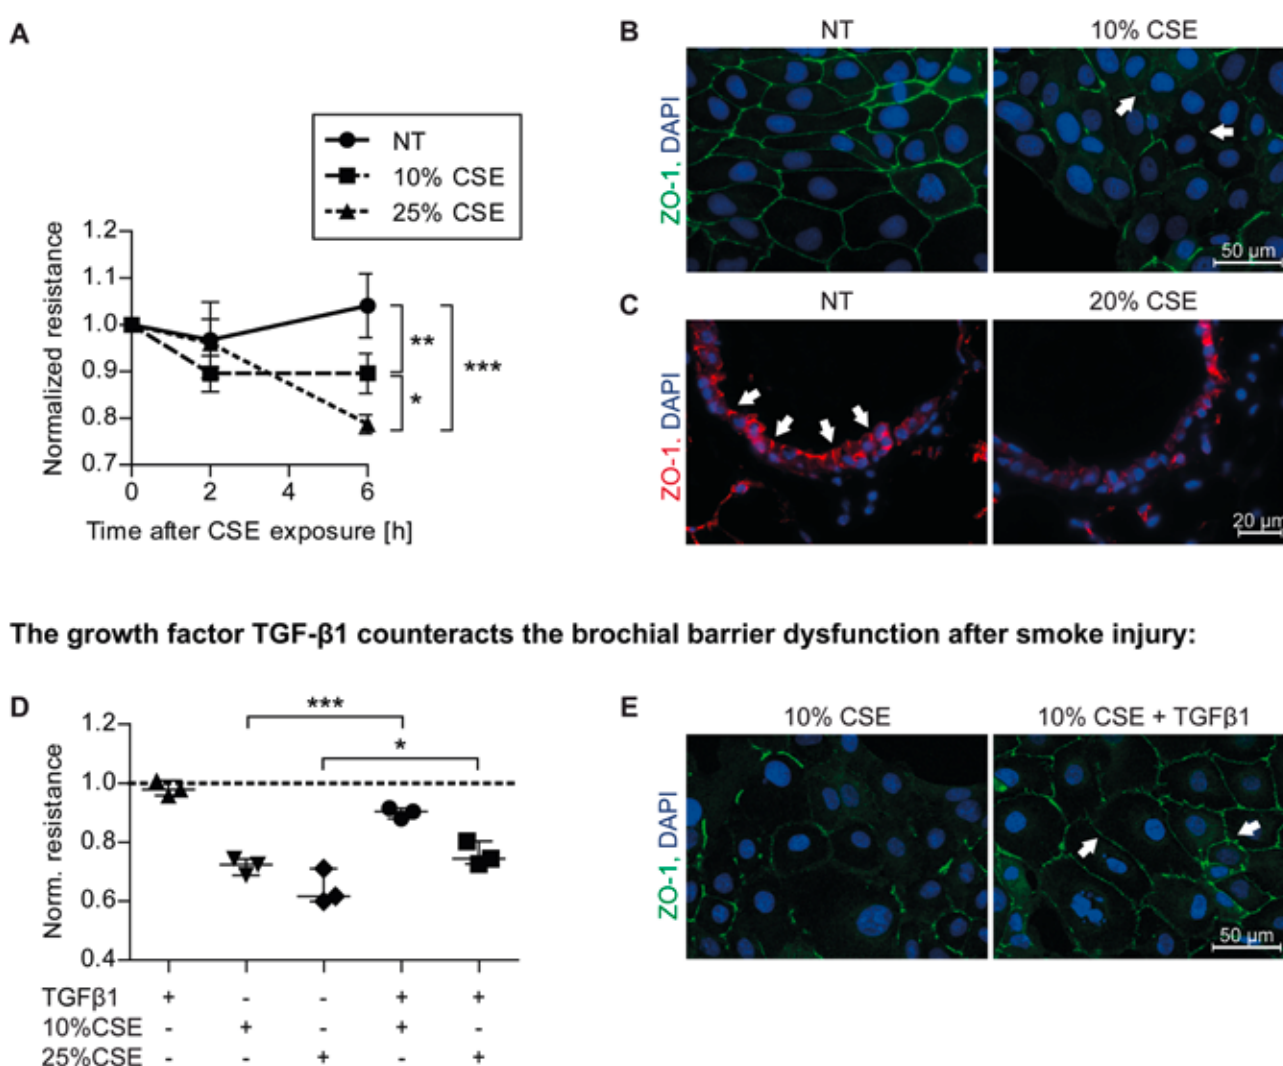 A
NT
10% CSE
25% CSE
Normalized resistance
1.2
1.1
1.0
0.9
0.8
0.7
**
*
***
0 2 4 6
Time after CSE exposure [h]
B
NT 10% CSE
ZO-1, DAPI
50 µm
C
NT 20% CSE
ZO-1, DAPI
20 µm
The growth factor TGF-β1 counteracts the brochial barrier dysfunction after smoke injury:
D
Norm. resistance
1.2
1.0
0.8
0.6
0.4
***
*
TGFβ1 + - - + +
10%CSE - + - + -
25%CSE - - + - +
E
10% CSE 10% CSE + TGFβ1
ZO-1, DAPI
50 µm